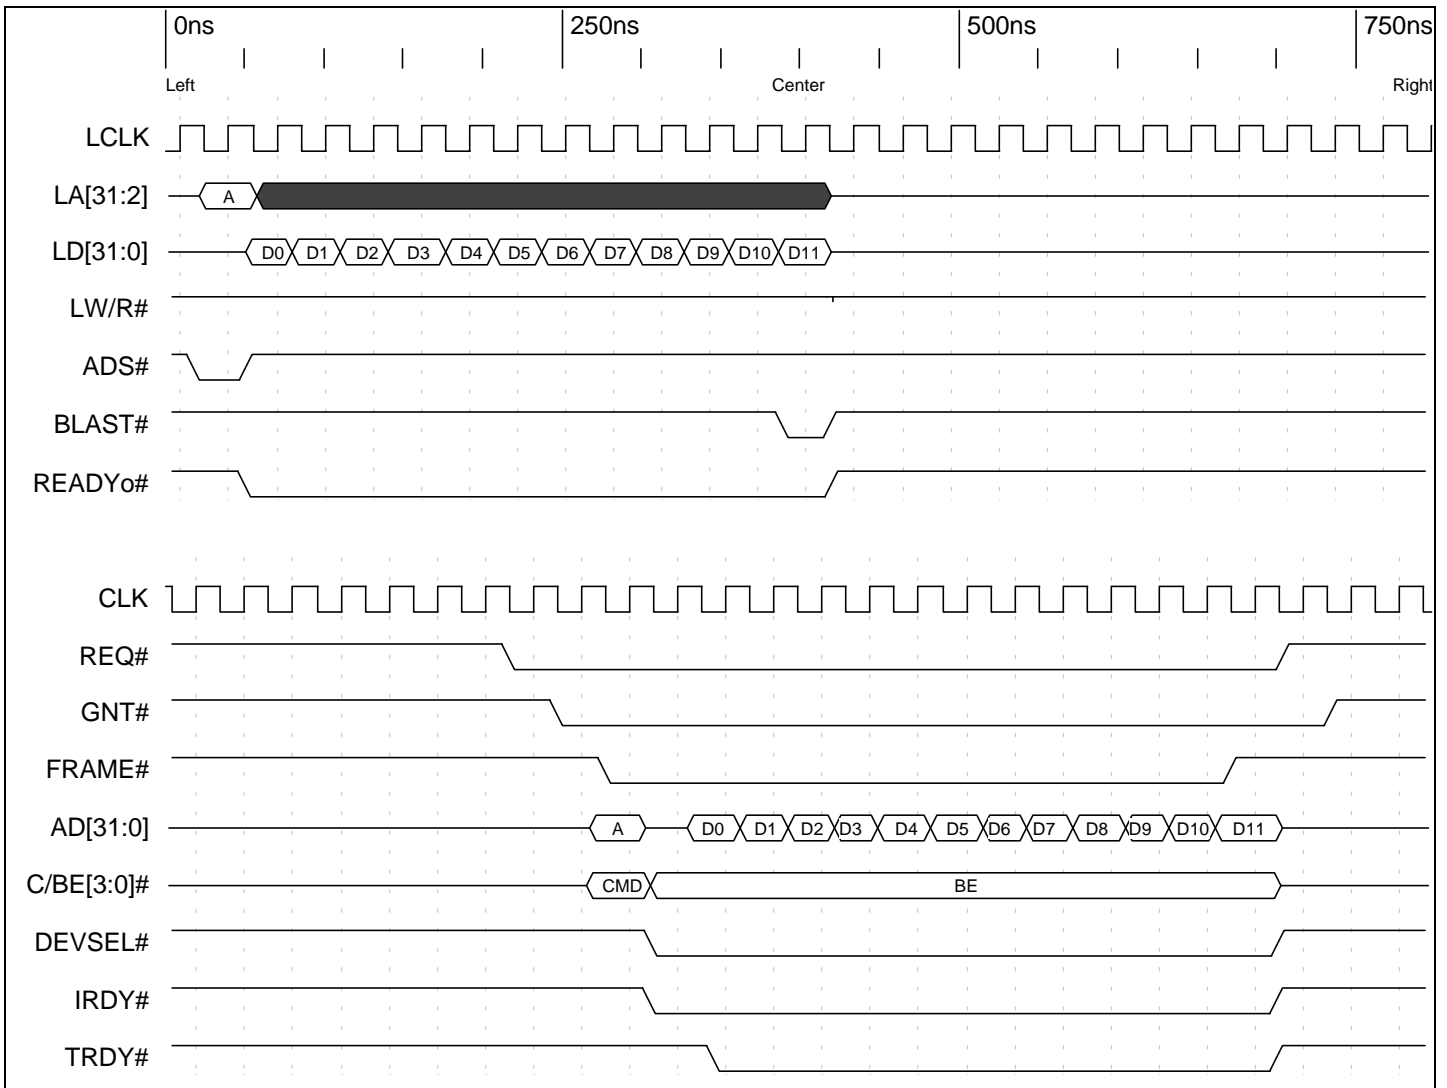 0ns 250ns 500ns 750ns
Left Center Right
LCLK
LA[31:2] A
LD[31:0] D0 D1 D2 D3 D4 D5 D6 D7 D8 D9 D10 D11
LW/R#
ADS#
BLAST#
READYo#
CLK
REQ#
GNT#
FRAME#
AD[31:0] A D0 D1 D2 D3 D4 D5 D6 D7 D8 D9 D10 D11
C/BE[3:0]# CMD BE
DEVSEL#
IRDY#
TRDY#